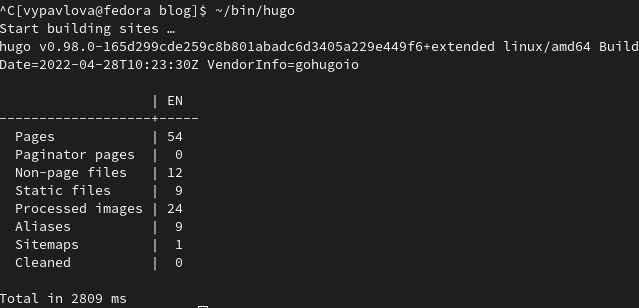 ^C[vypavlova@fedora blog]$ ~/bin/hugo
Start building sites …
hugo v0.98.0-165d299cde259c8b801abadc6d3405a229e449f6+extended linux/amd64 Build
Date=2022-04-28T10:23:30Z VendorInfo=gohugoio

                   | EN
-------------------+-----
  Pages            | 54
  Paginator pages  |  0
  Non-page files   | 12
  Static files     |  9
  Processed images | 24
  Aliases          |  9
  Sitemaps         |  1
  Cleaned          |  0

Total in 2809 ms